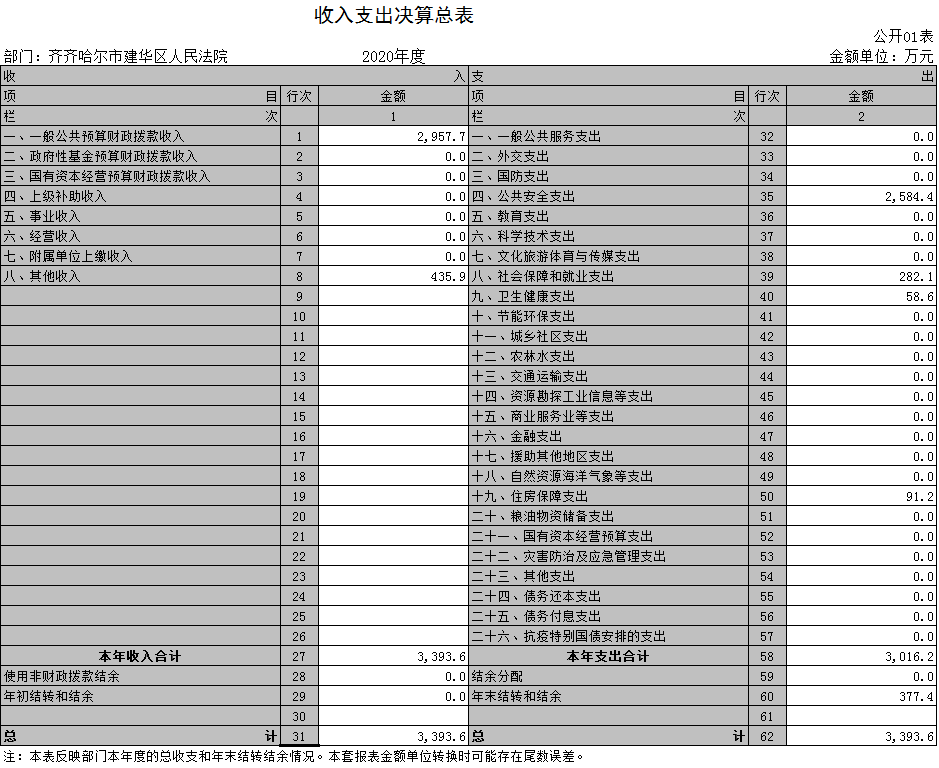 收入支出决算总表
公开01表
部门：齐齐哈尔市建华区人民法院 2020年度 金额单位：万元
收 入 支 出
项 目 行次 金额 项 目 行次 金额
栏 次 1 栏 次 2
一、一般公共预算财政拨款收入 1 2,957.7 一、一般公共服务支出 32 0.0
二、政府性基金预算财政拨款收入 2 0.0 二、外交支出 33 0.0
三、国有资本经营预算财政拨款收入 3 0.0 三、国防支出 34 0.0
四、上级补助收入 4 0.0 四、公共安全支出 35 2,584.4
五、事业收入 5 0.0 五、教育支出 36 0.0
六、经营收入 6 0.0 六、科学技术支出 37 0.0
七、附属单位上缴收入 7 0.0 七、文化旅游体育与传媒支出 38 0.0
八、其他收入 8 435.9 八、社会保障和就业支出 39 282.1
9 九、卫生健康支出 40 58.6
10 十、节能环保支出 41 0.0
11 十一、城乡社区支出 42 0.0
12 十二、农林水支出 43 0.0
13 十三、交通运输支出 44 0.0
14 十四、资源勘探工业信息等支出 45 0.0
15 十五、商业服务业等支出 46 0.0
16 十六、金融支出 47 0.0
17 十七、援助其他地区支出 48 0.0
18 十八、自然资源海洋气象等支出 49 0.0
19 十九、住房保障支出 50 91.2
20 二十、粮油物资储备支出 51 0.0
21 二十一、国有资本经营预算支出 52 0.0
22 二十二、灾害防治及应急管理支出 53 0.0
23 二十三、其他支出 54 0.0
24 二十四、债务还本支出 55 0.0
25 二十五、债务付息支出 56 0.0
26 二十六、抗疫特别国债安排的支出 57 0.0
本年收入合计 27 3,393.6 本年支出合计 58 3,016.2
使用非财政拨款结余 28 0.0 结余分配 59 0.0
年初结转和结余 29 0.0 年末结转和结余 60 377.4
30 61
总 计 31 3,393.6 总 计 62 3,393.6
注：本表反映部门本年度的总收支和年末结转结余情况。本套报表金额单位转换时可能存在尾数误差。